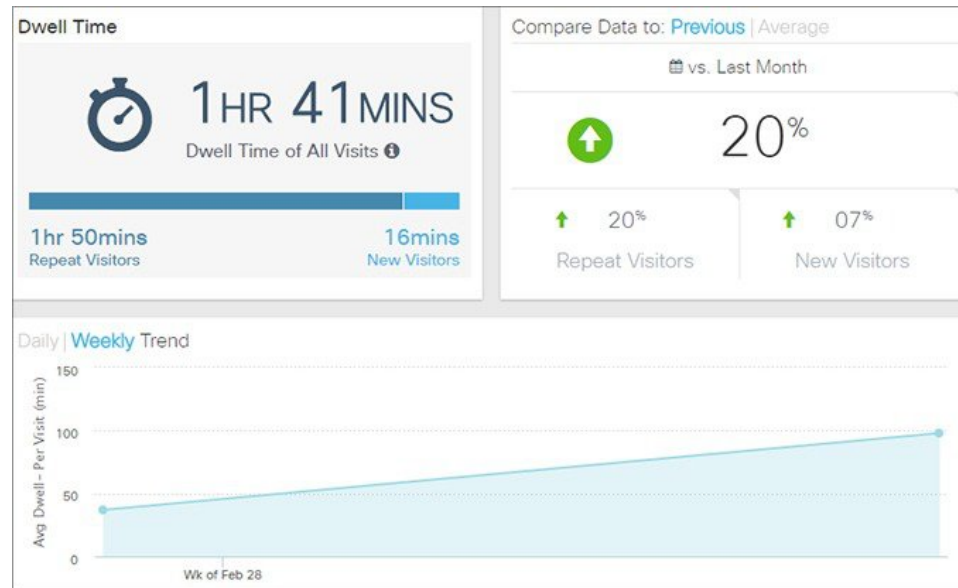 Dwell Time
1HR 41MINS
Dwell Time of All Visits
1hr 50mins
Repeat Visitors
16mins
New Visitors
Compare Data to: Previous | Average
vs. Last Month
20%
20%
Repeat Visitors
07%
New Visitors
Daily | Weekly Trend
Avg Dwell - Per Visit (min)
150
100
50
0
Wk of Feb 28